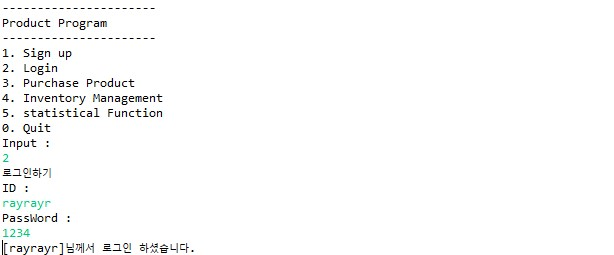 ----------------------
Product Program
----------------------
1. Sign up
2. Login
3. Purchase Product
4. Inventory Management
5. statistical Function
0. Quit
Input :
2
로그인하기
ID :
rayrayr
PassWord :
1234
[rayrayr]님께서 로그인 하셨습니다.